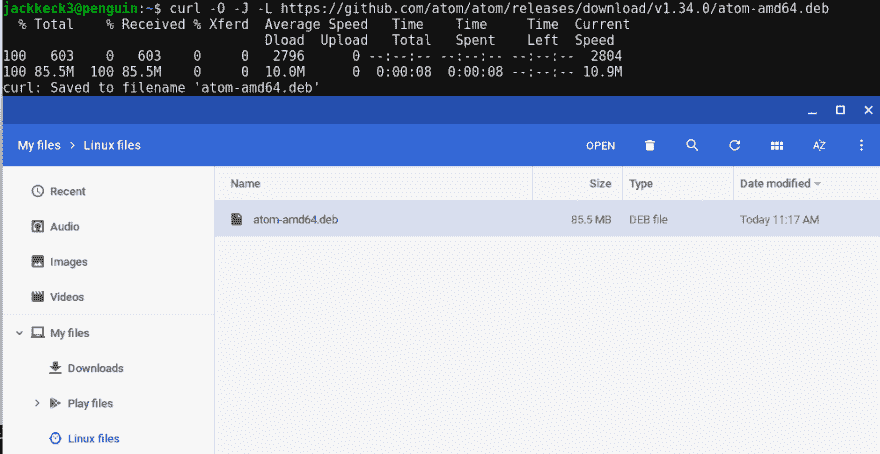 jackkeck3@penguin:~$ curl -O -J -L https://github.com/atom/atom/releases/download/v1.34.0/atom-amd64.deb
% Total % Received % Xferd Average Speed Time Time Time Current
Dload Upload Total Spent Left Speed
100 603 0 603 0 0 2796 0 --:--:-- --:--:-- --:--:-- 2804
100 85.5M 100 85.5M 0 0 10.0M 0 0:00:08 0:00:08 --:--:-- 10.9M
curl: Saved to filename 'atom-amd64.deb'
My files > Linux files OPEN AZ
Name Size Type Date modified
atom-amd64.deb 85.5 MB DEB file Today 11:17 AM
Recent
Audio
Images
Videos
My files
Downloads
Play files
Linux files